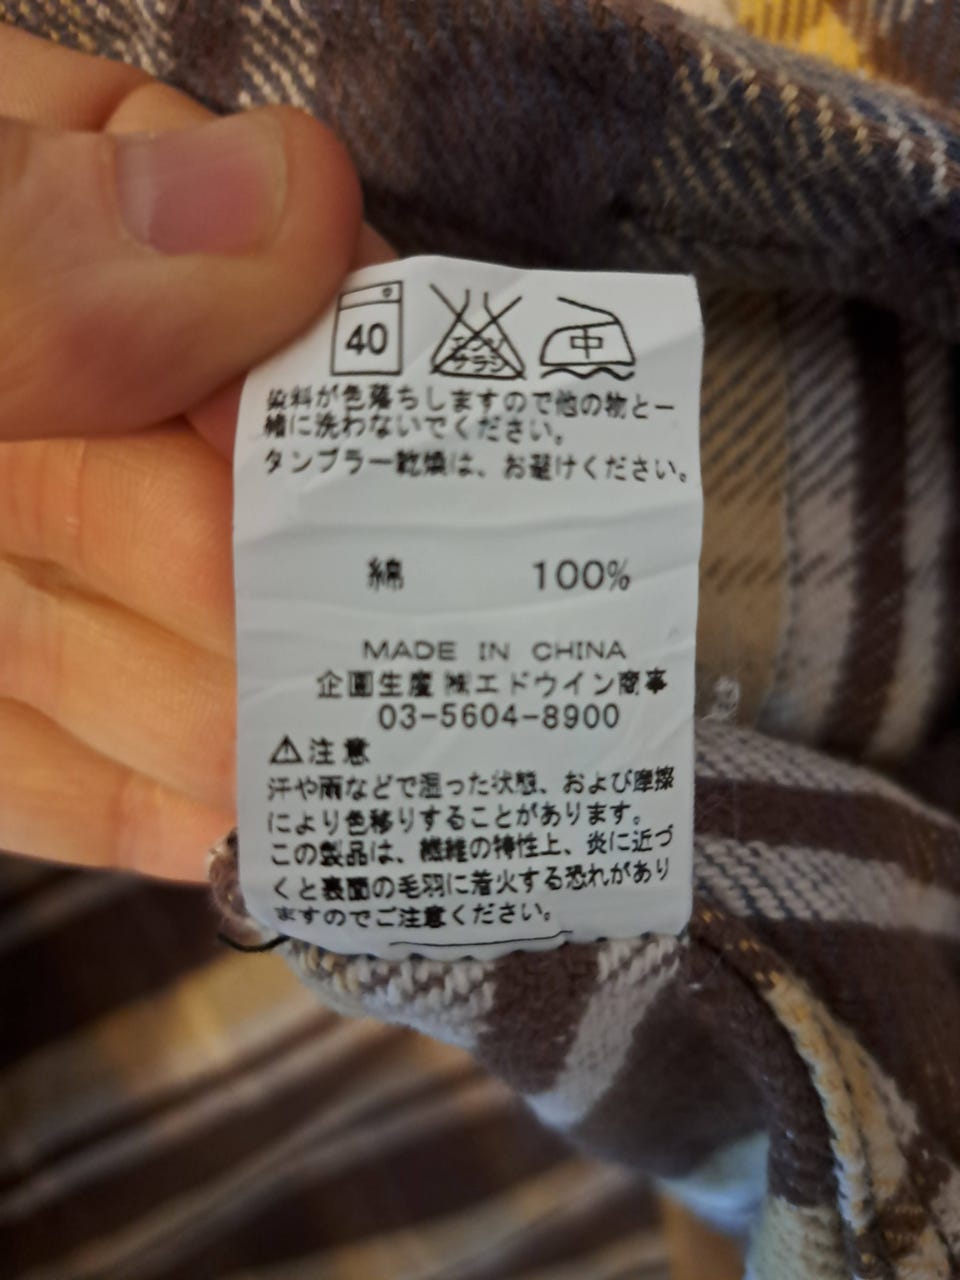 40
エンソ
サラシ
中
染料が色落ちしますので他の物と一
緒に洗わないでください。
タンブラー乾燥は、お避けください。
綿 100%
MADE IN CHINA
企画生産 ㈱エドウイン商事
03-5604-8900
⚠注意
汗や雨などで湿った状態、および摩擦
により色移りすることがあります。
この製品は、繊維の特性上、炎に近づ
くと表面の毛羽に着火する恐れがあり
ますのでご注意ください。